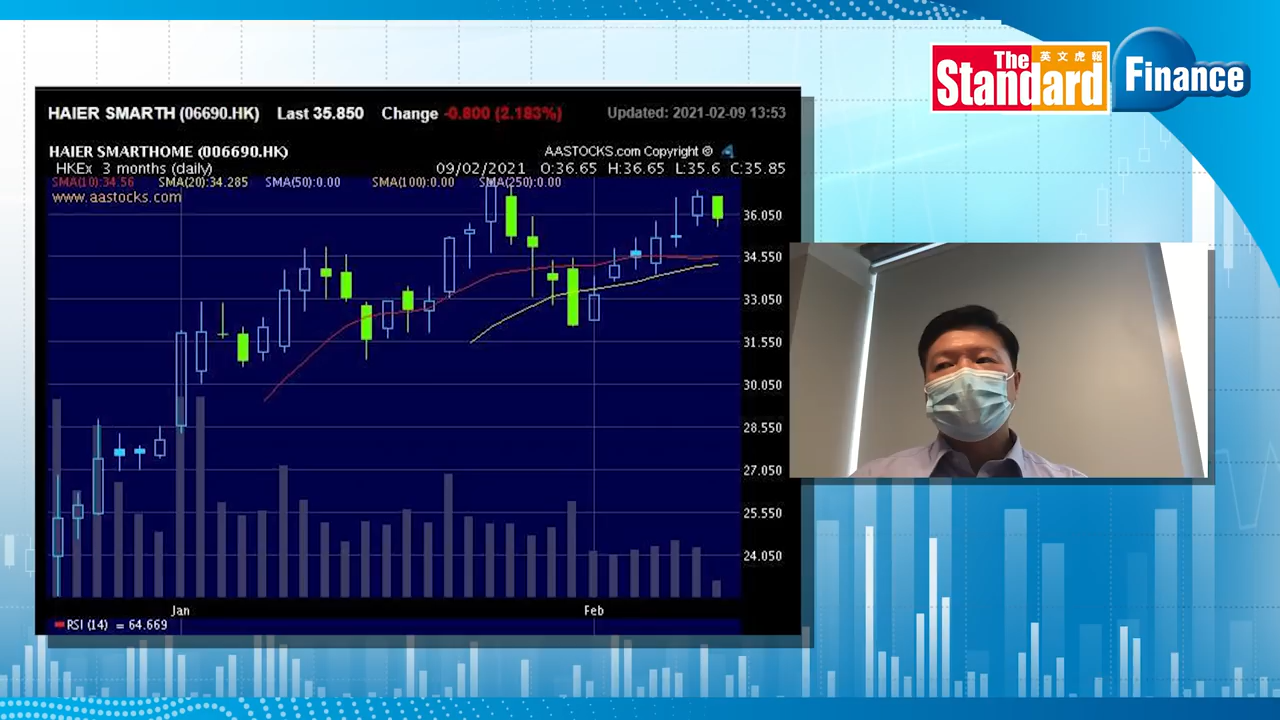 The
英文虎報
Standard
Finance
HAIER SMARTH (06690.HK) Last 35.850 Change -0.800 (2.183%) Updated: 2021-02-09 13:53
HAIER SMARTHOME (006690.HK) AASTOCKS.com Copyright ©
HKEx 3 months (daily) 09/02/2021 O:36.65 H:36.65 L:35.6 C:35.85
SMA(10):34.56 SMA(20):34.285 SMA(50):0.00 SMA(100):0.00 SMA(250):0.00
www.aastocks.com
36.050
34.550
33.050
31.550
30.050
28.550
27.050
25.550
24.050
Jan Feb
RSI (14) = 64.669